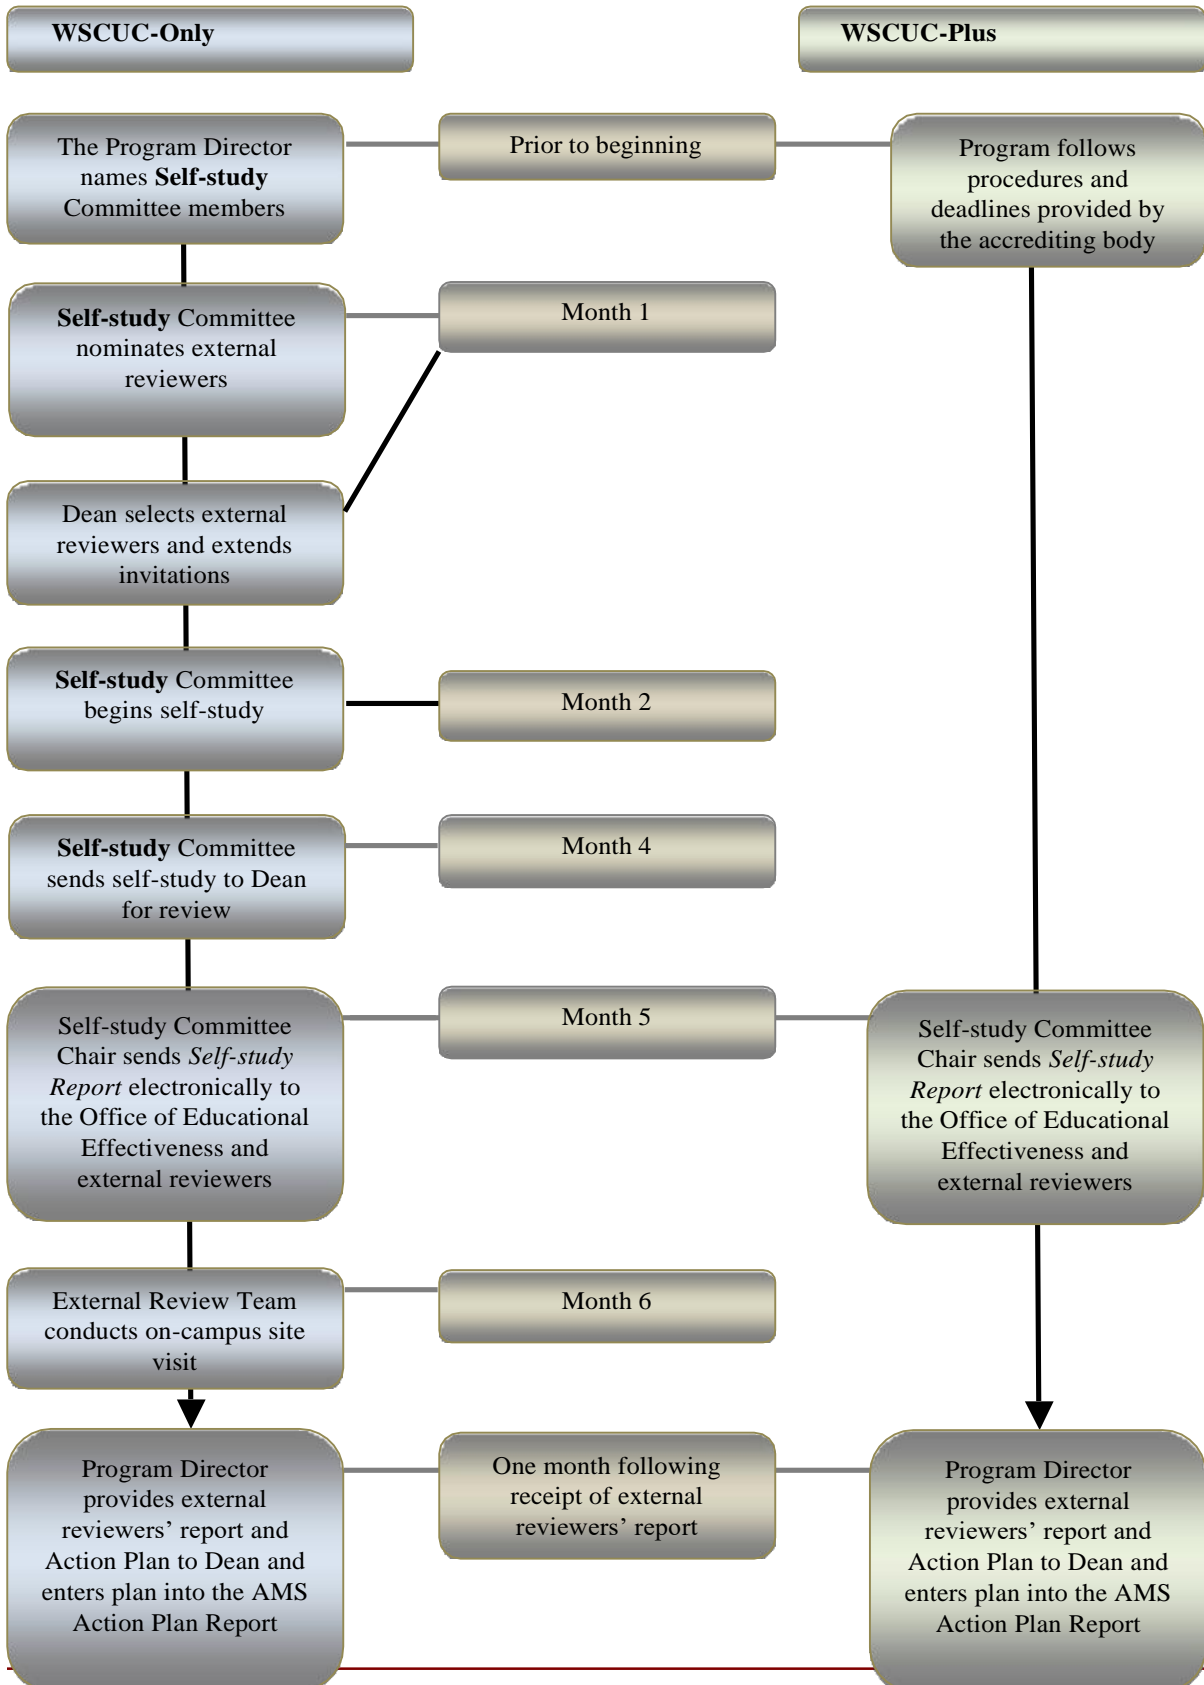 WSCUC-Only
WSCUC-Plus
The Program Director
names Self-study
Committee members
Prior to beginning
Program follows
procedures and
deadlines provided by
the accrediting body
Self-study Committee
nominates external
reviewers
Month 1
Dean selects external
reviewers and extends
invitations
Self-study Committee
begins self-study
Month 2
Self-study Committee
sends self-study to Dean
for review
Month 4
Self-study Committee
Chair sends Self-study
Report electronically to
the Office of Educational
Effectiveness and
external reviewers
Month 5
Self-study Committee
Chair sends Self-study
Report electronically to
the Office of Educational
Effectiveness and
external reviewers
External Review Team
conducts on-campus site
visit
Month 6
Program Director
provides external
reviewers’ report and
Action Plan to Dean and
enters plan into the AMS
Action Plan Report
One month following
receipt of external
reviewers’ report
Program Director
provides external
reviewers’ report and
Action Plan to Dean and
enters plan into the AMS
Action Plan Report